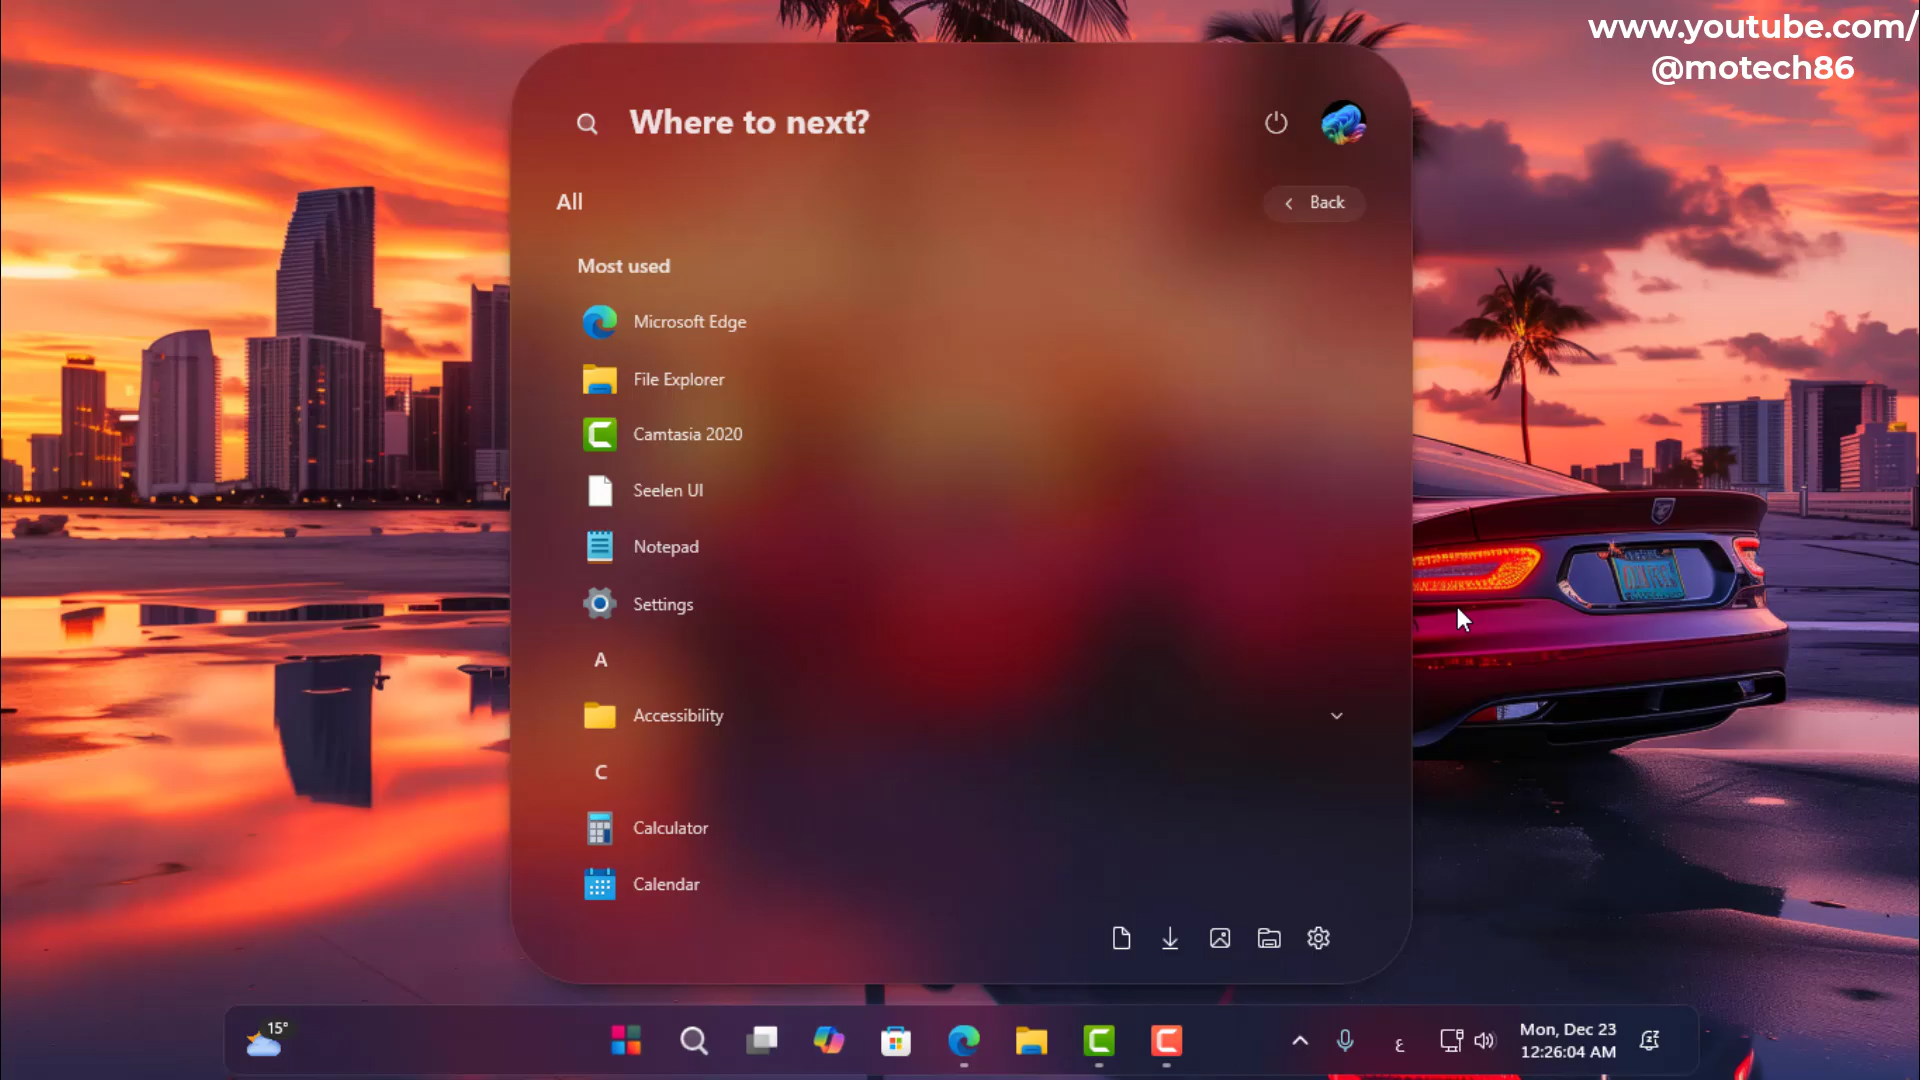 www.youtube.com/
@motech86
Where to next?
All
Back
Most used
Microsoft Edge
File Explorer
Camtasia 2020
Seelen UI
Notepad
Settings
A
Accessibility
C
Calculator
Calendar
15°
ع
Mon, Dec 23
12:26:04 AM